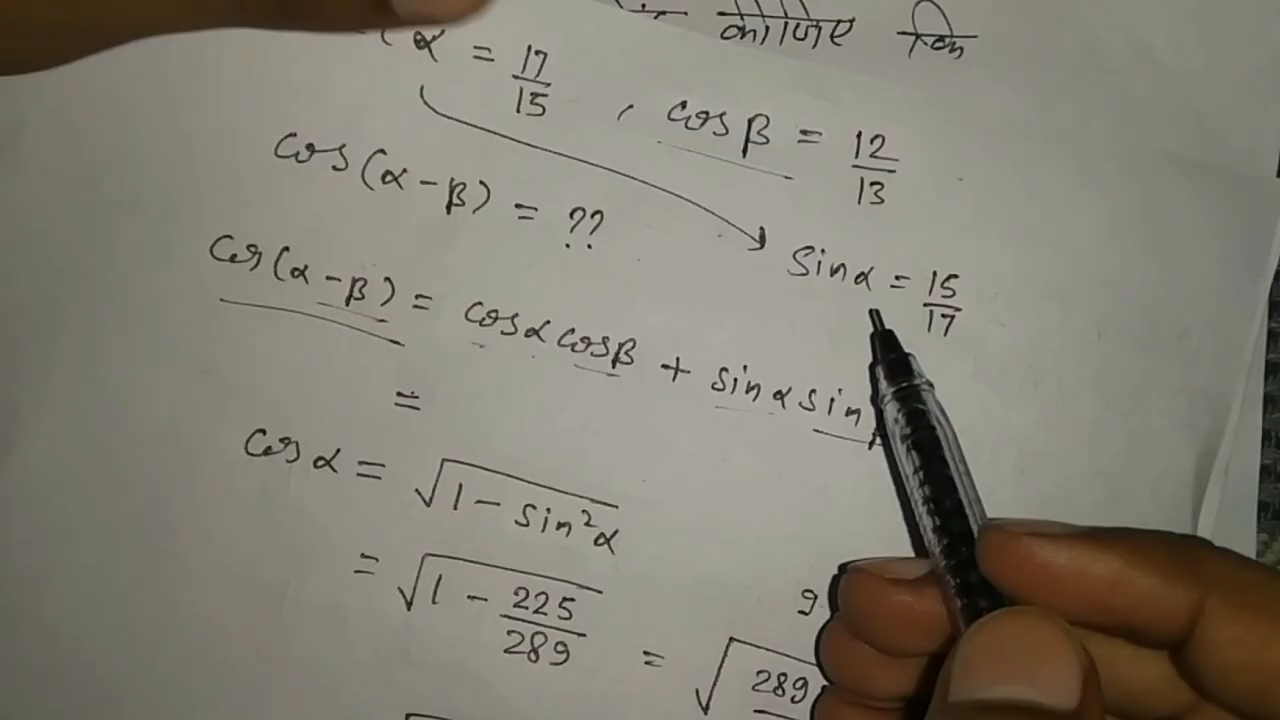 कीजिए कि
α = 17/15 , cos β = 12/13
cos(α - β) = ??
sin α = 15/17
cos(α - β) = cos α cos β + sin α sin
=
cos α = √(1 - sin²α)
= √(1 - 225/289) = √(289